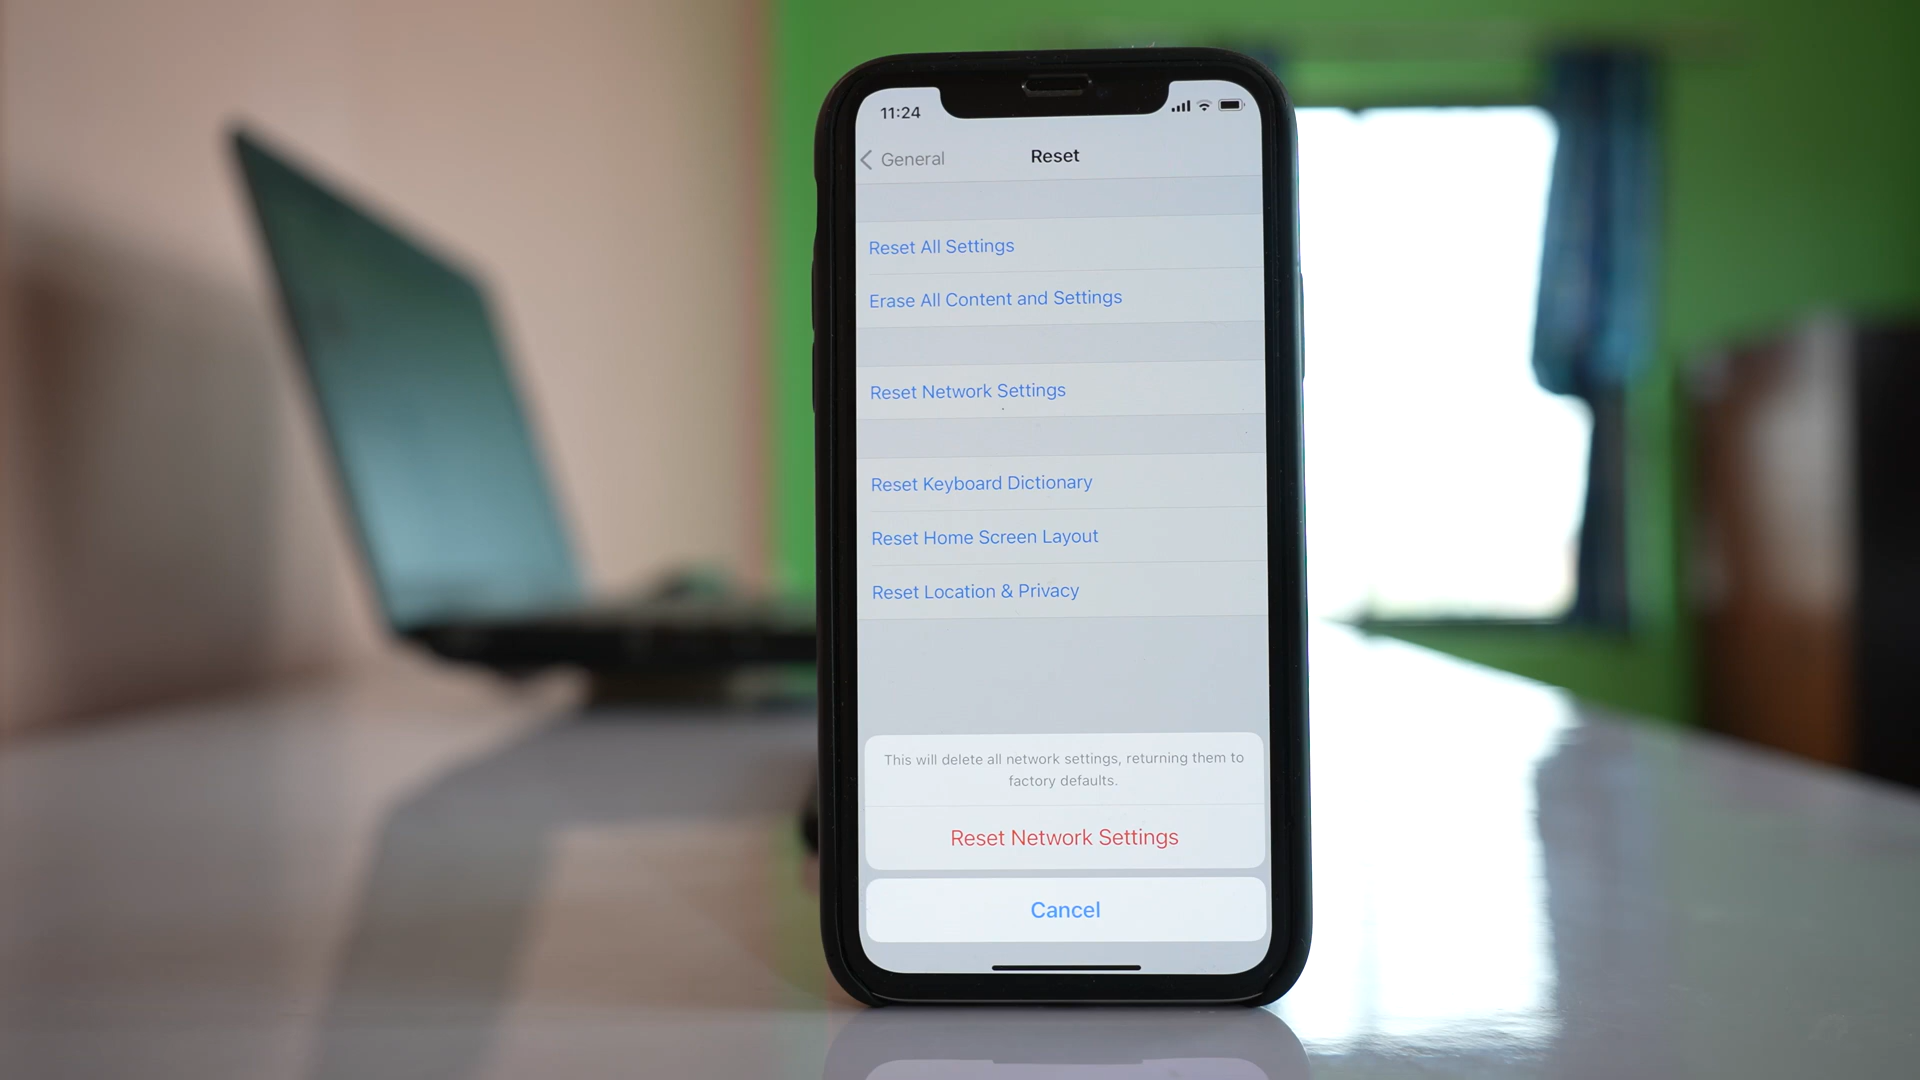 11:24
General
Reset
Reset All Settings
Erase All Content and Settings
Reset Network Settings
Reset Keyboard Dictionary
Reset Home Screen Layout
Reset Location & Privacy
This will delete all network settings, returning them to
factory defaults.
Reset Network Settings
Cancel